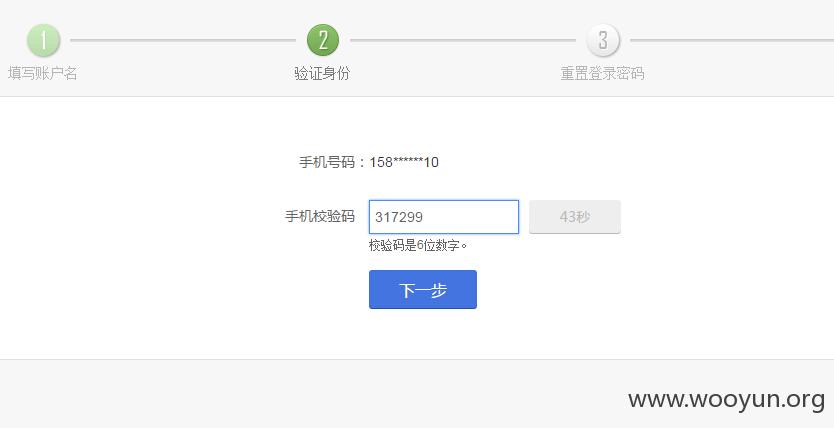 1 2 3
填写账户名 验证身份 重置登录密码
手机号码：158******10
手机校验码 317299 43秒
校验码是6位数字。
下一步
www.wooyun.org